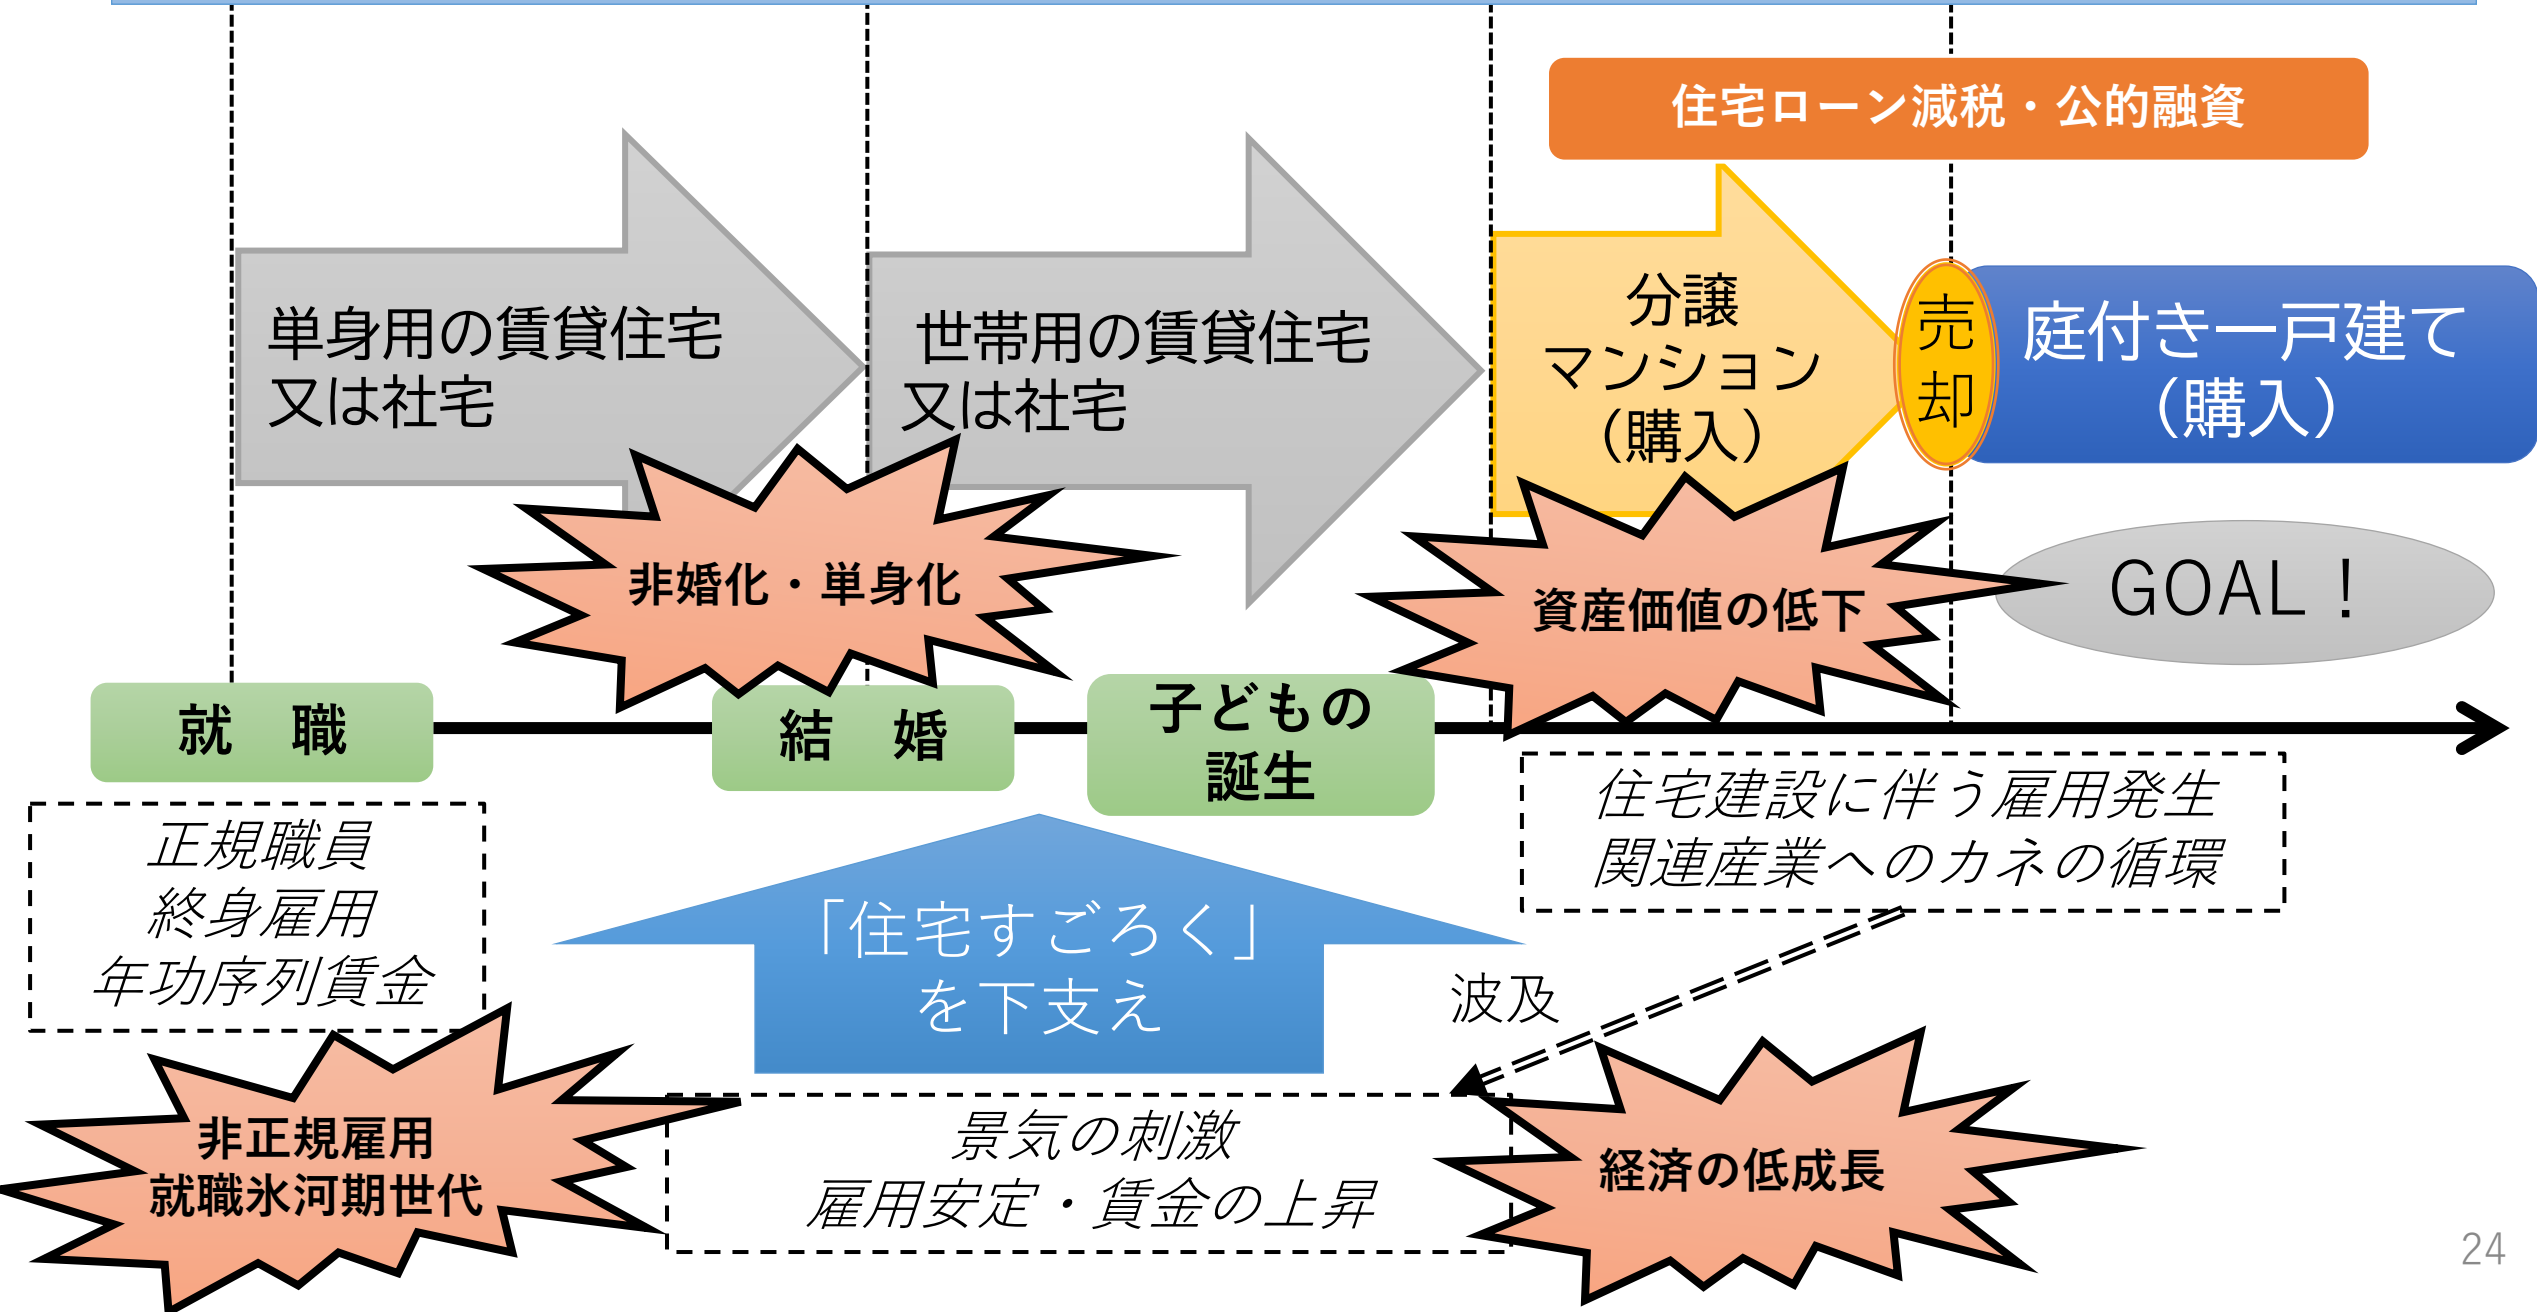 住宅ローン減税・公的融資
単身用の賃貸住宅
又は社宅
世帯用の賃貸住宅
又は社宅
分譲
マンション
（購入）
売
却
庭付き一戸建て
（購入）
非婚化・単身化
資産価値の低下
GOAL！
就　職
結　婚
子どもの
誕生
正規職員
終身雇用
年功序列賃金
住宅建設に伴う雇用発生
関連産業へのカネの循環
「住宅すごろく」
を下支え
波及
非正規雇用
就職氷河期世代
景気の刺激
雇用安定・賃金の上昇
経済の低成長
24